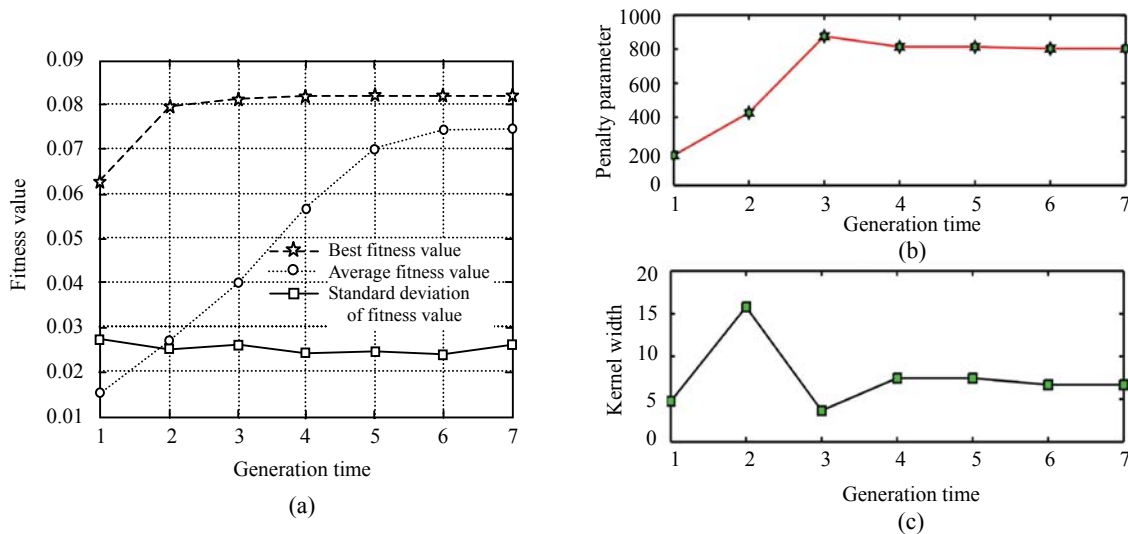 0.09
0.08
0.07
0.06
0.05
0.04
0.03
0.02
0.01
Fitness value
Best fitness value
Average fitness value
Standard deviation
of fitness value
1 2 3 4 5 6 7
Generation time
(a)
1000
800
600
400
200
0
Penalty parameter
1 2 3 4 5 6 7
Generation time
(b)
20
15
10
5
0
Kernel width
1 2 3 4 5 6 7
Generation time
(c)